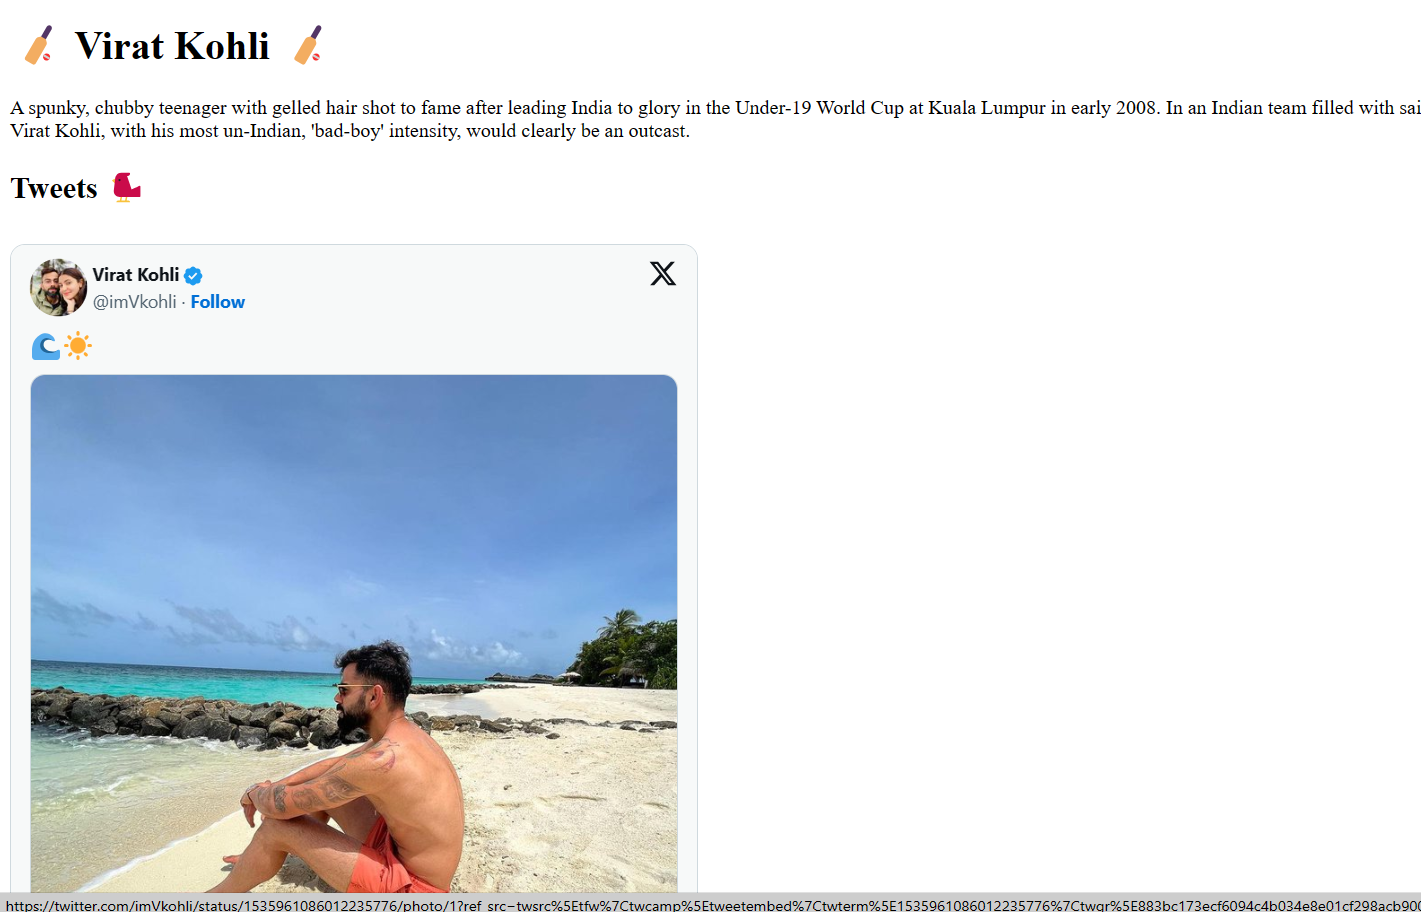 Virat Kohli
A spunky, chubby teenager with gelled hair shot to fame after leading India to glory in the Under-19 World Cup at Kuala Lumpur in early 2008. In an Indian team filled with
Virat Kohli, with his most un-Indian, 'bad-boy' intensity, would clearly be an outcast.
Tweets
Virat Kohli
@imVkohli · Follow
https://twitter.com/imVkohli/status/1535961086012235776/photo/1?ref_src=twsrc%5Etfw%7Ctwcamp%5Etweetembed%7Ctwterm%5E1535961086012235776%7Ctwgr%5E883bc173ecf6094c4b034e8e01cf298acb900